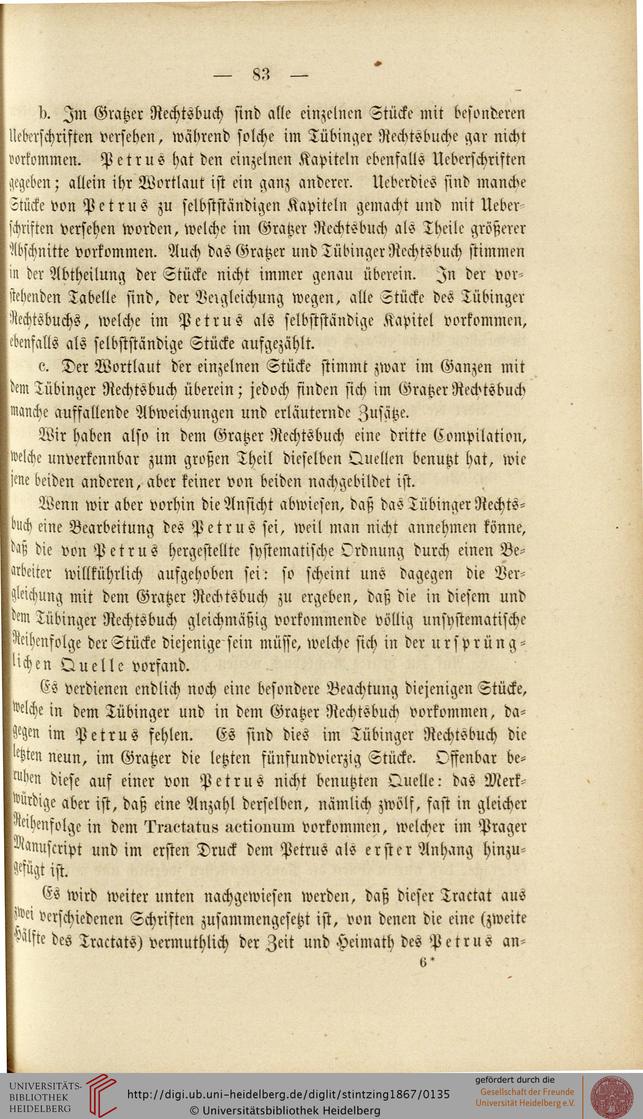 — 83 —
b. Im Gratzer Rechtsbuch sind alle einzelnen Stücke mit besonderen
Ueberschriften versehen, während solche im Tübinger Rechtsbuche gar nicht
vorkommen. Petrus hat den einzelnen Kapiteln ebenfalls Ueberschriften
gegeben; allein ihr Wortlaut ist ein ganz anderer. Ueberdies sind manche
Stücke von Petrus zu selbstständigen Kapiteln gemacht und mit Ueber-
schriften versehen worden, welche im Gratzer Rechtsbuch als Theile größerer
Abschnitte vorkommen. Auch das Gratzer und Tübinger Rechtsbuch stimmen
in der Abtheilung der Stücke nicht immer genau überein. In der vor-
stehenden Tabelle sind, der Vergleichung wegen, alle Stücke des Tübinger
Rechtsbuchs, welche im Petrus als selbstständige Kapitel vorkommen,
ebenfalls als selbstständige Stücke aufgezählt.
c. Der Wortlaut der einzelnen Stücke stimmt zwar im Ganzen mit
dem Tübinger Rechtsbuch überein; jedoch finden sich im Gratzer Rechtsbuch
manche auffallende Abweichungen und erläuternde Zusätze.
Wir haben also in dem Gratzer Rechtsbuch eine dritte Compilation,
welche unverkennbar zum großen Theil dieselben Quellen benutzt hat, wie
jene beiden anderen, aber keiner von beiden nachgebildet ist.
Wenn wir aber vorhin die Ansicht abwiesen, daß das Tübinger Rechts-
buch eine Bearbeitung des Petrus sei, weil man nicht annehmen könne,
daß die von Petrus hergestellte systematische Ordnung durch einen Be-
arbeiter willkührlich aufgehoben sei: so scheint uns dagegen die Ver-
gleichung mit dem Gratzer Rechtsbuch zu ergeben, daß die in diesem und
dem Tübinger Rechtsbuch gleichmäßig vorkommende völlig unsystematische
Reihenfolge der Stücke diejenige sein müsse, welche sich in der ursprüng-
lichen Quelle vorfand.
Es verdienen endlich noch eine besondere Beachtung diejenigen Stücke,
welche in dem Tübinger und in dem Gratzer Rechtsbuch vorkommen, da-
gegen im Petrus fehlen. Es sind dies im Tübinger Rechtsbuch die
letzten neun, im Gratzer die letzten fünfundvierzig Stücke. Offenbar be-
ruhen diese auf einer von Petrus nicht benutzten Quelle: das Merk-
würdige aber ist, daß eine Anzahl derselben, nämlich zwölf, fast in gleicher
Reihenfolge in dem Tractatus actionum vorkommen, welcher im Prager
Manuscript und im ersten Druck dem Petrus als erster Anhang hinzu-
gefügt ist.
Es wird weiter unten nachgewiesen werden, daß dieser Tractat aus
zwei verschiedenen Schriften zusammengesetzt ist, von denen die eine (zweite
Hälfte des Tractats) vermuthlich der Zeit und Heimath des Petrus an-
6*
UNIVERSITÄTS-
BIBLIOTHEK
HEIDELBERG
http://digi.ub.uni-heidelberg.de/diglit/stintzing1867/0135
© Universitätsbibliothek Heidelberg
gefördert durch die
Gesellschaft der Freunde
Universität Heidelberg e.V.